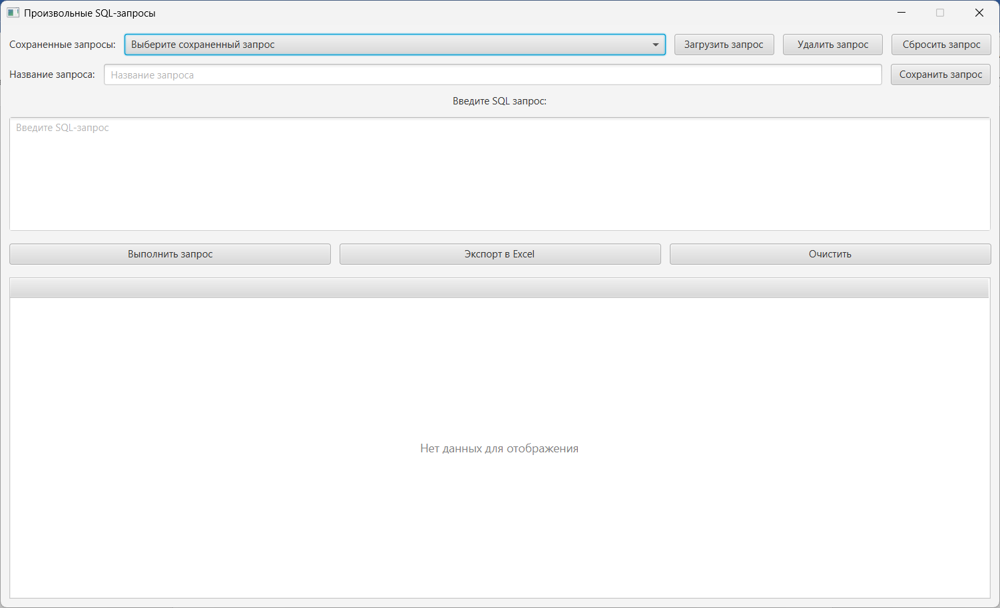 Произвольные SQL-запросы
Сохраненные запросы: Выберите сохраненный запрос Загрузить запрос Удалить запрос Сбросить запрос
Название запроса: Название запроса Сохранить запрос
Введите SQL запрос:
Введите SQL-запрос
Выполнить запрос Экспорт в Excel Очистить
Нет данных для отображения